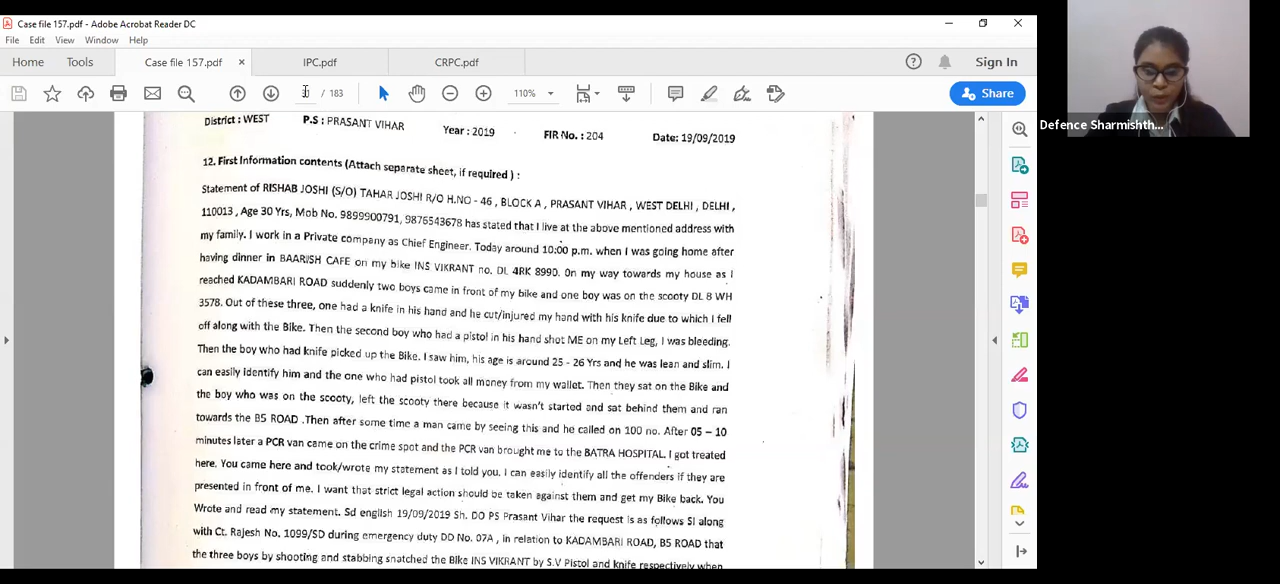 Case file 157.pdf - Adobe Acrobat Reader DC
File Edit View Window Help
Home Tools Case file 157.pdf × IPC.pdf CRPC.pdf Sign In
/ 183 110% Share
Defence Sharmishth...
District : WEST P.S : PRASANT VIHAR Year : 2019 FIR No. : 204 Date: 19/09/2019
12. First Information contents (Attach separate sheet, if required ) :
Statement of RISHAB JOSHI (S/O) TAHAR JOSHI R/O H.NO - 46 , BLOCK A , PRASANT VIHAR , WEST DELHI , DELHI ,
110013 , Age 30 Yrs, Mob No. 9899900791, 9876543678 has stated that I live at the above mentioned address with
my family. I work in a Private company as Chief Engineer. Today around 10:00 p.m. when I was going home after
having dinner in BAARISH CAFE on my bike INS VIKRANT no. DL 4RK 8990. On my way towards my house as I
reached KADAMBARI ROAD suddenly two boys came in front of my bike and one boy was on the scooty DL 8 WH
3578. Out of these three, one had a knife in his hand and he cut/injured my hand with his knife due to which I fell
off along with the Bike. Then the second boy who had a pistol in his hand shot ME on my Left Leg, I was bleeding.
Then the boy who had knife picked up the Bike. I saw him, his age is around 25 - 26 Yrs and he was lean and slim. I
can easily identify him and the one who had pistol took all money from my wallet. Then they sat on the Bike and
the boy who was on the scooty, left the scooty there because it wasn't started and sat behind them and ran
towards the B5 ROAD .Then after some time a man came by seeing this and he called on 100 no. After 05 – 10
minutes later a PCR van came on the crime spot and the PCR van brought me to the BATRA HOSPITAL. I got treated
here. You came here and took/wrote my statement as I told you. I can easily identify all the offenders if they are
presented in front of me. I want that strict legal action should be taken against them and get my Bike back. You
Wrote and read my statement. Sd english 19/09/2019 Sh. DO PS Prasant Vihar the request is as follows SI along
with Ct. Rajesh No. 1099/SD during emergency duty DD No. 07A , in relation to KADAMBARI ROAD, B5 ROAD that
the three boys by shooting and stabbing snatched the Bike INS VIKRANT by S.V Pistol and knife respectively when